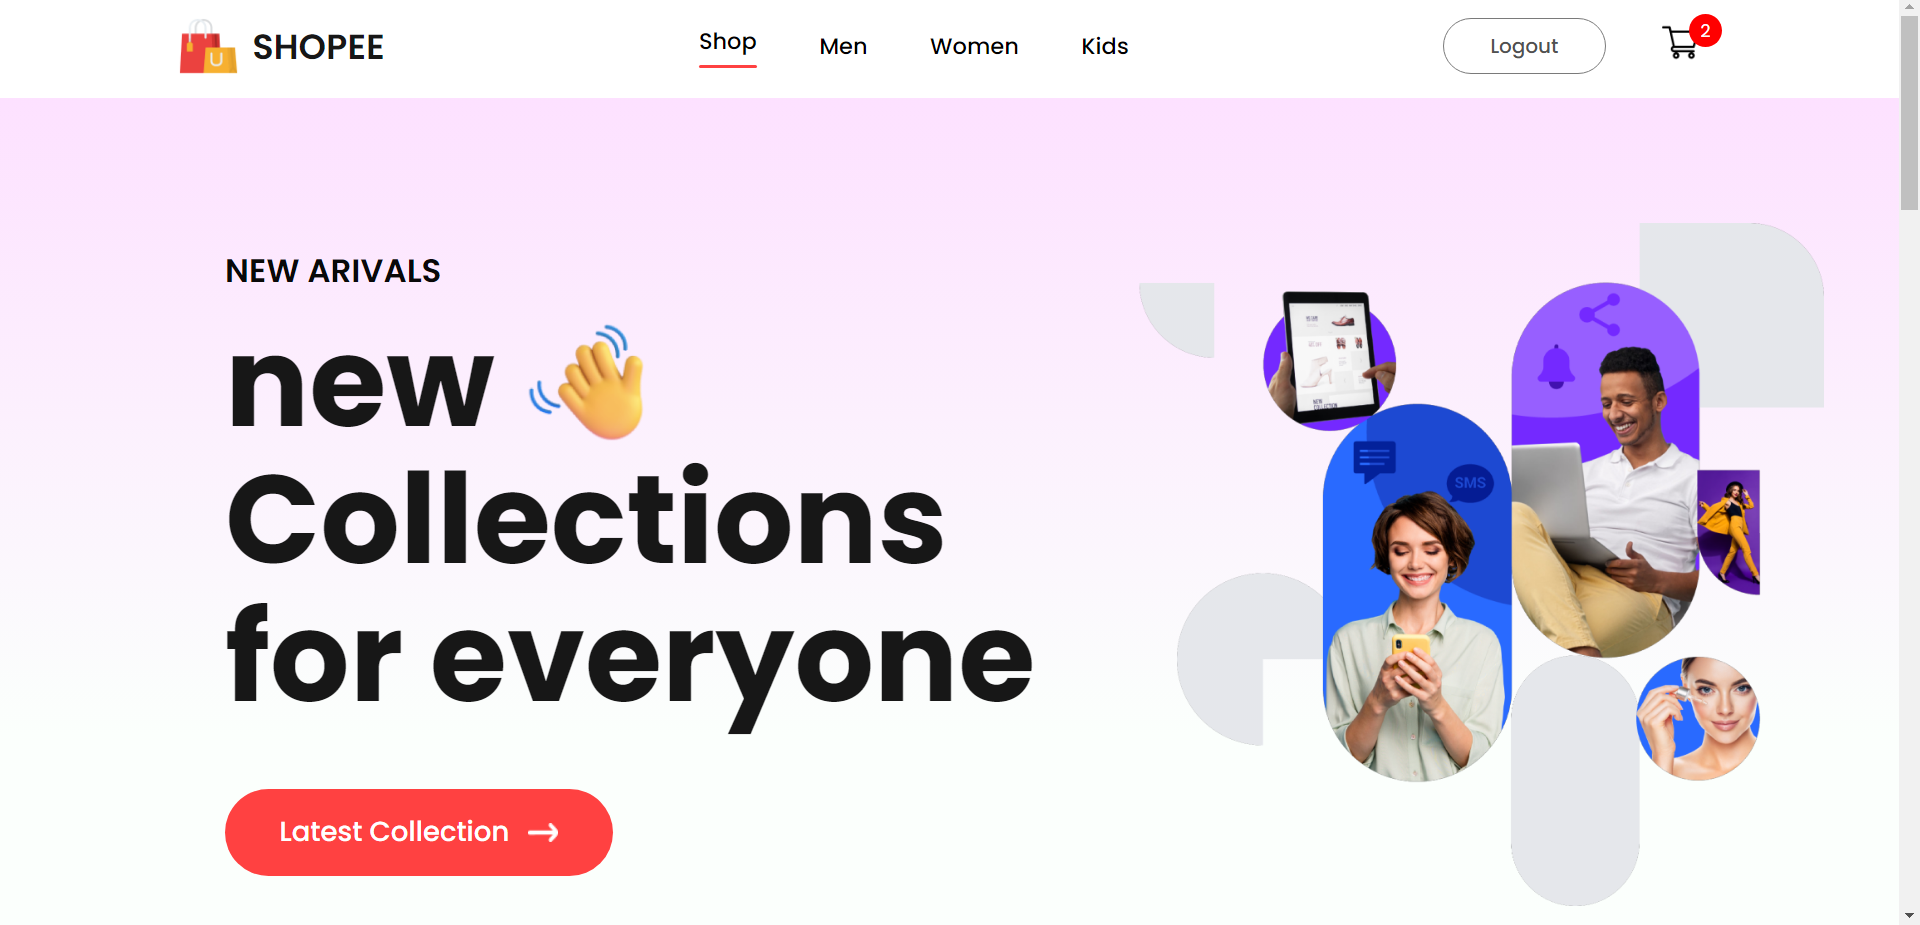 SHOPEE
Shop
Men
Women
Kids
Logout
2
NEW ARIVALS
new
Collections
for everyone
Latest Collection
SMS